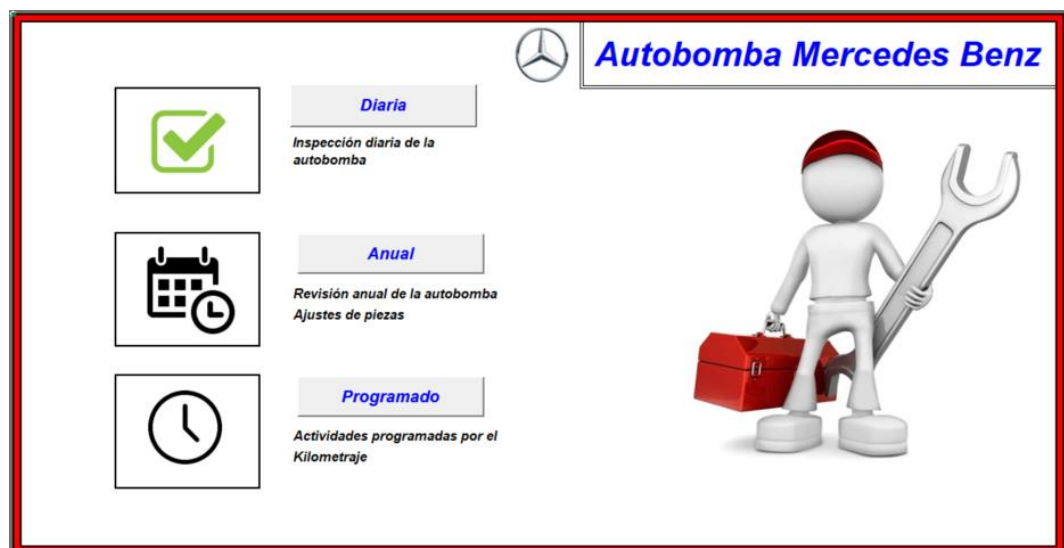 Autobomba Mercedes Benz
Diaria
Inspección diaria de la
autobomba
Anual
Revisión anual de la autobomba
Ajustes de piezas
Programado
Actividades programadas por el
Kilometraje